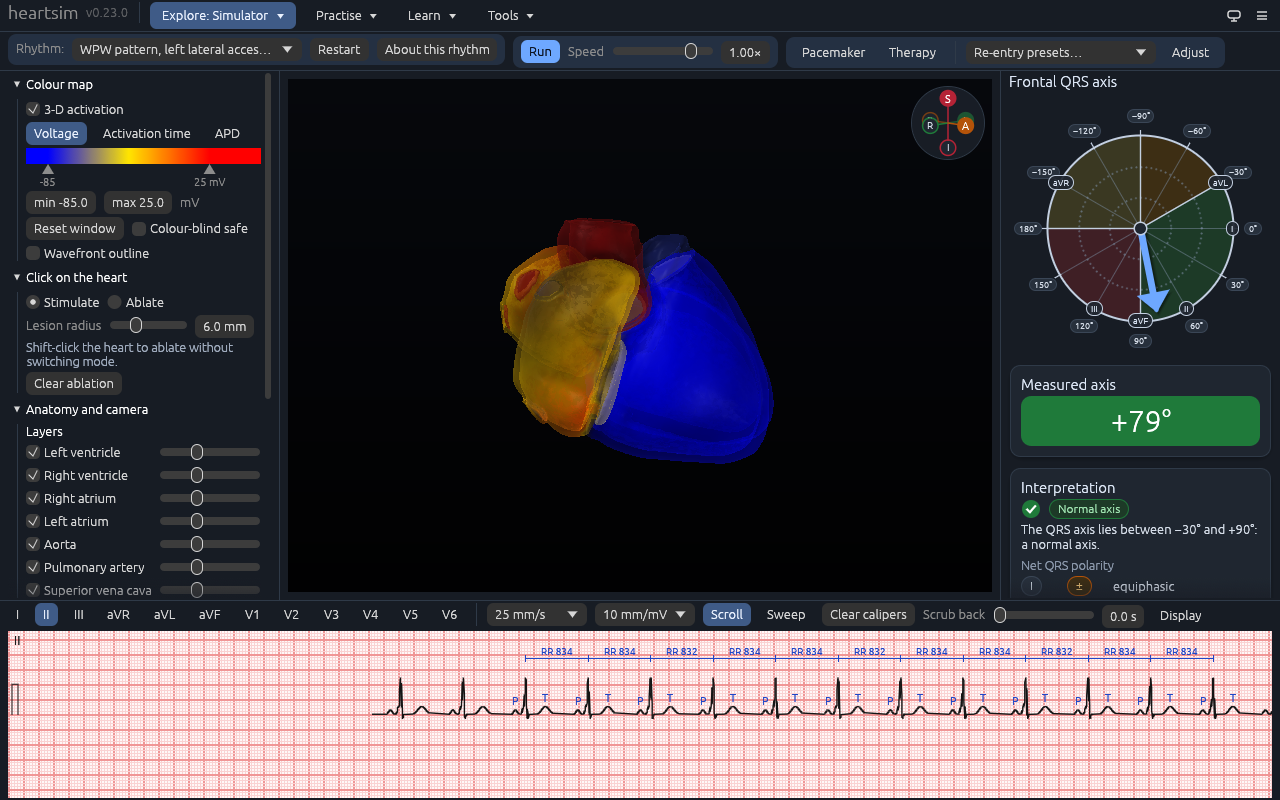 heartsim v0.23.0 Explore: Simulator Practise Learn Tools
Rhythm: WPW pattern, left lateral acces… Restart About this rhythm Run Speed 1.00× Pacemaker Therapy Re-entry presets… Adjust
Colour map
3-D activation
Voltage Activation time APD
-85 25 mV
min -85.0 max 25.0 mV
Reset window Colour-blind safe
Wavefront outline
Click on the heart
Stimulate Ablate
Lesion radius 6.0 mm
Shift-click the heart to ablate without
switching mode.
Clear ablation
Anatomy and camera
Layers
Left ventricle
Right ventricle
Right atrium
Left atrium
Aorta
Pulmonary artery
Superior vena cava
S
R A
I
Frontal QRS axis
−90°
−120° −60°
−150° −30°
aVR aVL
180° I 0°
150° 30°
III II
aVF
120° 60°
90°
Measured axis
+79°
Interpretation
Normal axis
The QRS axis lies between −30° and +90°:
a normal axis.
Net QRS polarity
I ± equiphasic
I II III aVR aVL aVF V1 V2 V3 V4 V5 V6 25 mm/s 10 mm/mV Scroll Sweep Clear calipers Scrub back 0.0 s Display
II
RR 834 RR 834 RR 832 RR 834 RR 834 RR 832 RR 834 RR 834 RR 832 RR 834 RR 834
P T P T P T P T P T P T P T P T P T P T P T P T